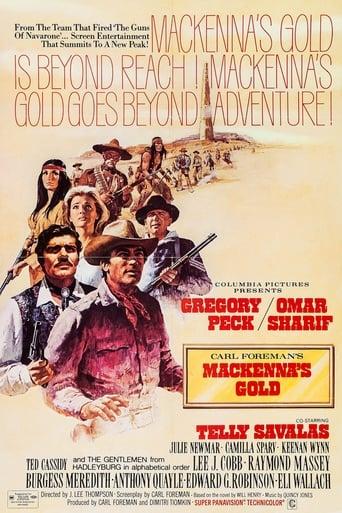 From The Team That Fired 'The Guns
Of Navarone'... Screen Entertainment
That Summits To A New Peak!
MACKENNA'S GOLD
IS BEYOND REACH! MACKENNA'S
GOLD GOES BEYOND ADVENTURE!
COLUMBIA PICTURES
PRESENTS
GREGORY / OMAR
PECK / SHARIF
CARL FOREMAN'S
MACKENNA'S
GOLD
CO-STARRING
TELLY SAVALAS
JULIE NEWMAR · CAMILLA SPARV · KEENAN WYNN
TED CASSIDY and THE GENTLEMEN from HADLEYBURG in alphabetical order LEE J. COBB · RAYMOND MASSEY
BURGESS MEREDITH · ANTHONY QUAYLE · EDWARD G. ROBINSON · ELI WALLACH
Directed by J. LEE THOMPSON · Screenplay by CARL FOREMAN · Based on the novel by WILL HENRY · Music by QUINCY JONES
Produced by CARL FOREMAN and DIMITRI TIOMKIN · SUPER PANAVISION® TECHNICOLOR®